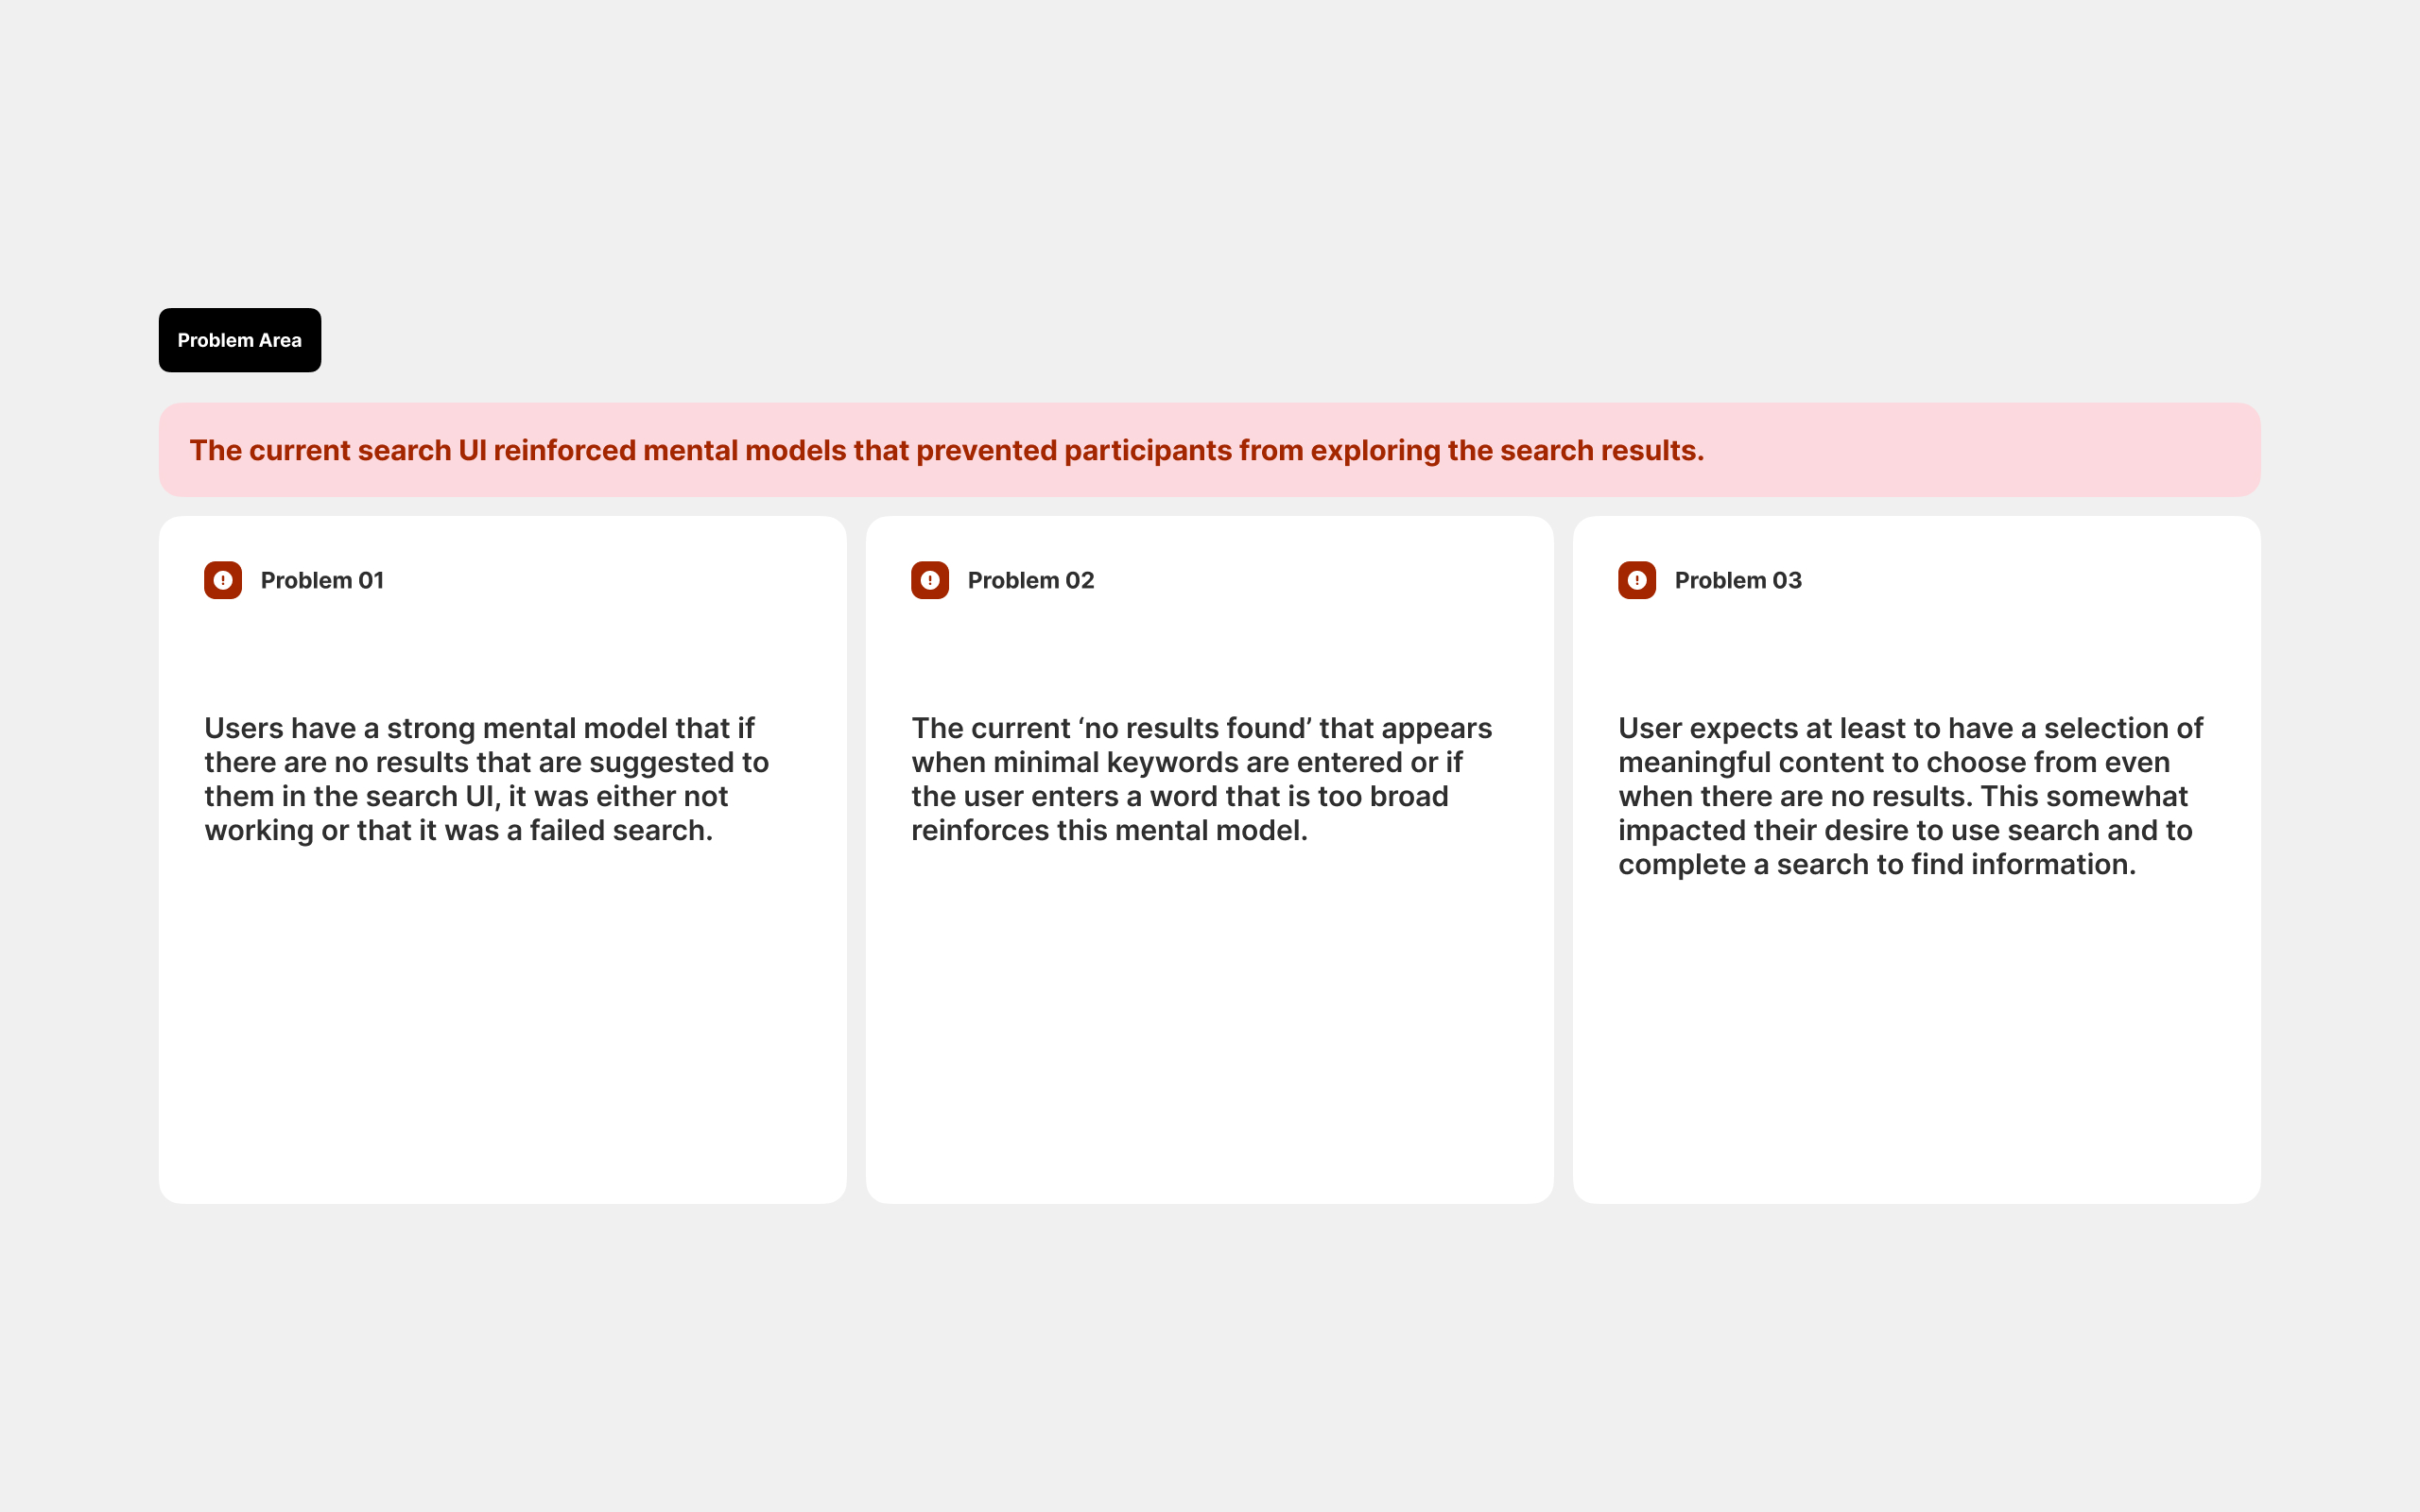 Problem Area
The current search UI reinforced mental models that prevented participants from exploring the search results.
Problem 01
Users have a strong mental model that if
there are no results that are suggested to
them in the search UI, it was either not
working or that it was a failed search.
Problem 02
The current ‘no results found’ that appears
when minimal keywords are entered or if
the user enters a word that is too broad
reinforces this mental model.
Problem 03
User expects at least to have a selection of
meaningful content to choose from even
when there are no results. This somewhat
impacted their desire to use search and to
complete a search to find information.